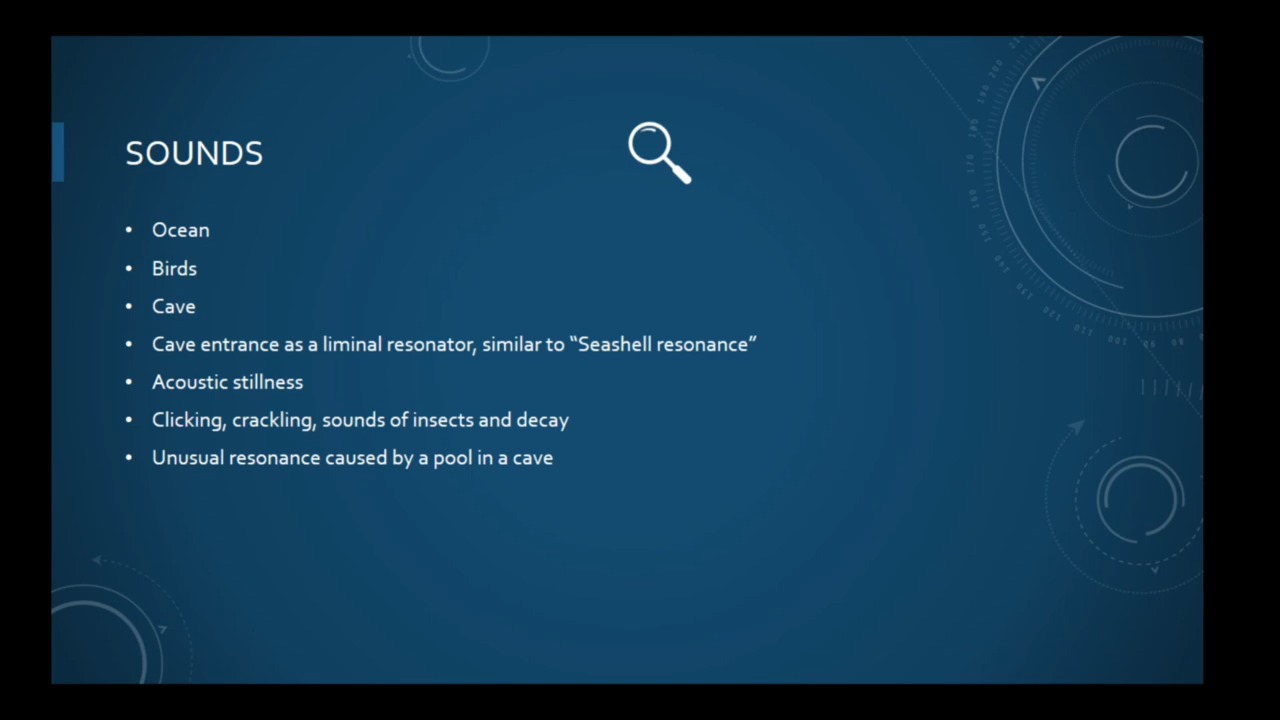 SOUNDS
• Ocean
• Birds
• Cave
• Cave entrance as a liminal resonator, similar to “Seashell resonance”
• Acoustic stillness
• Clicking, crackling, sounds of insects and decay
• Unusual resonance caused by a pool in a cave